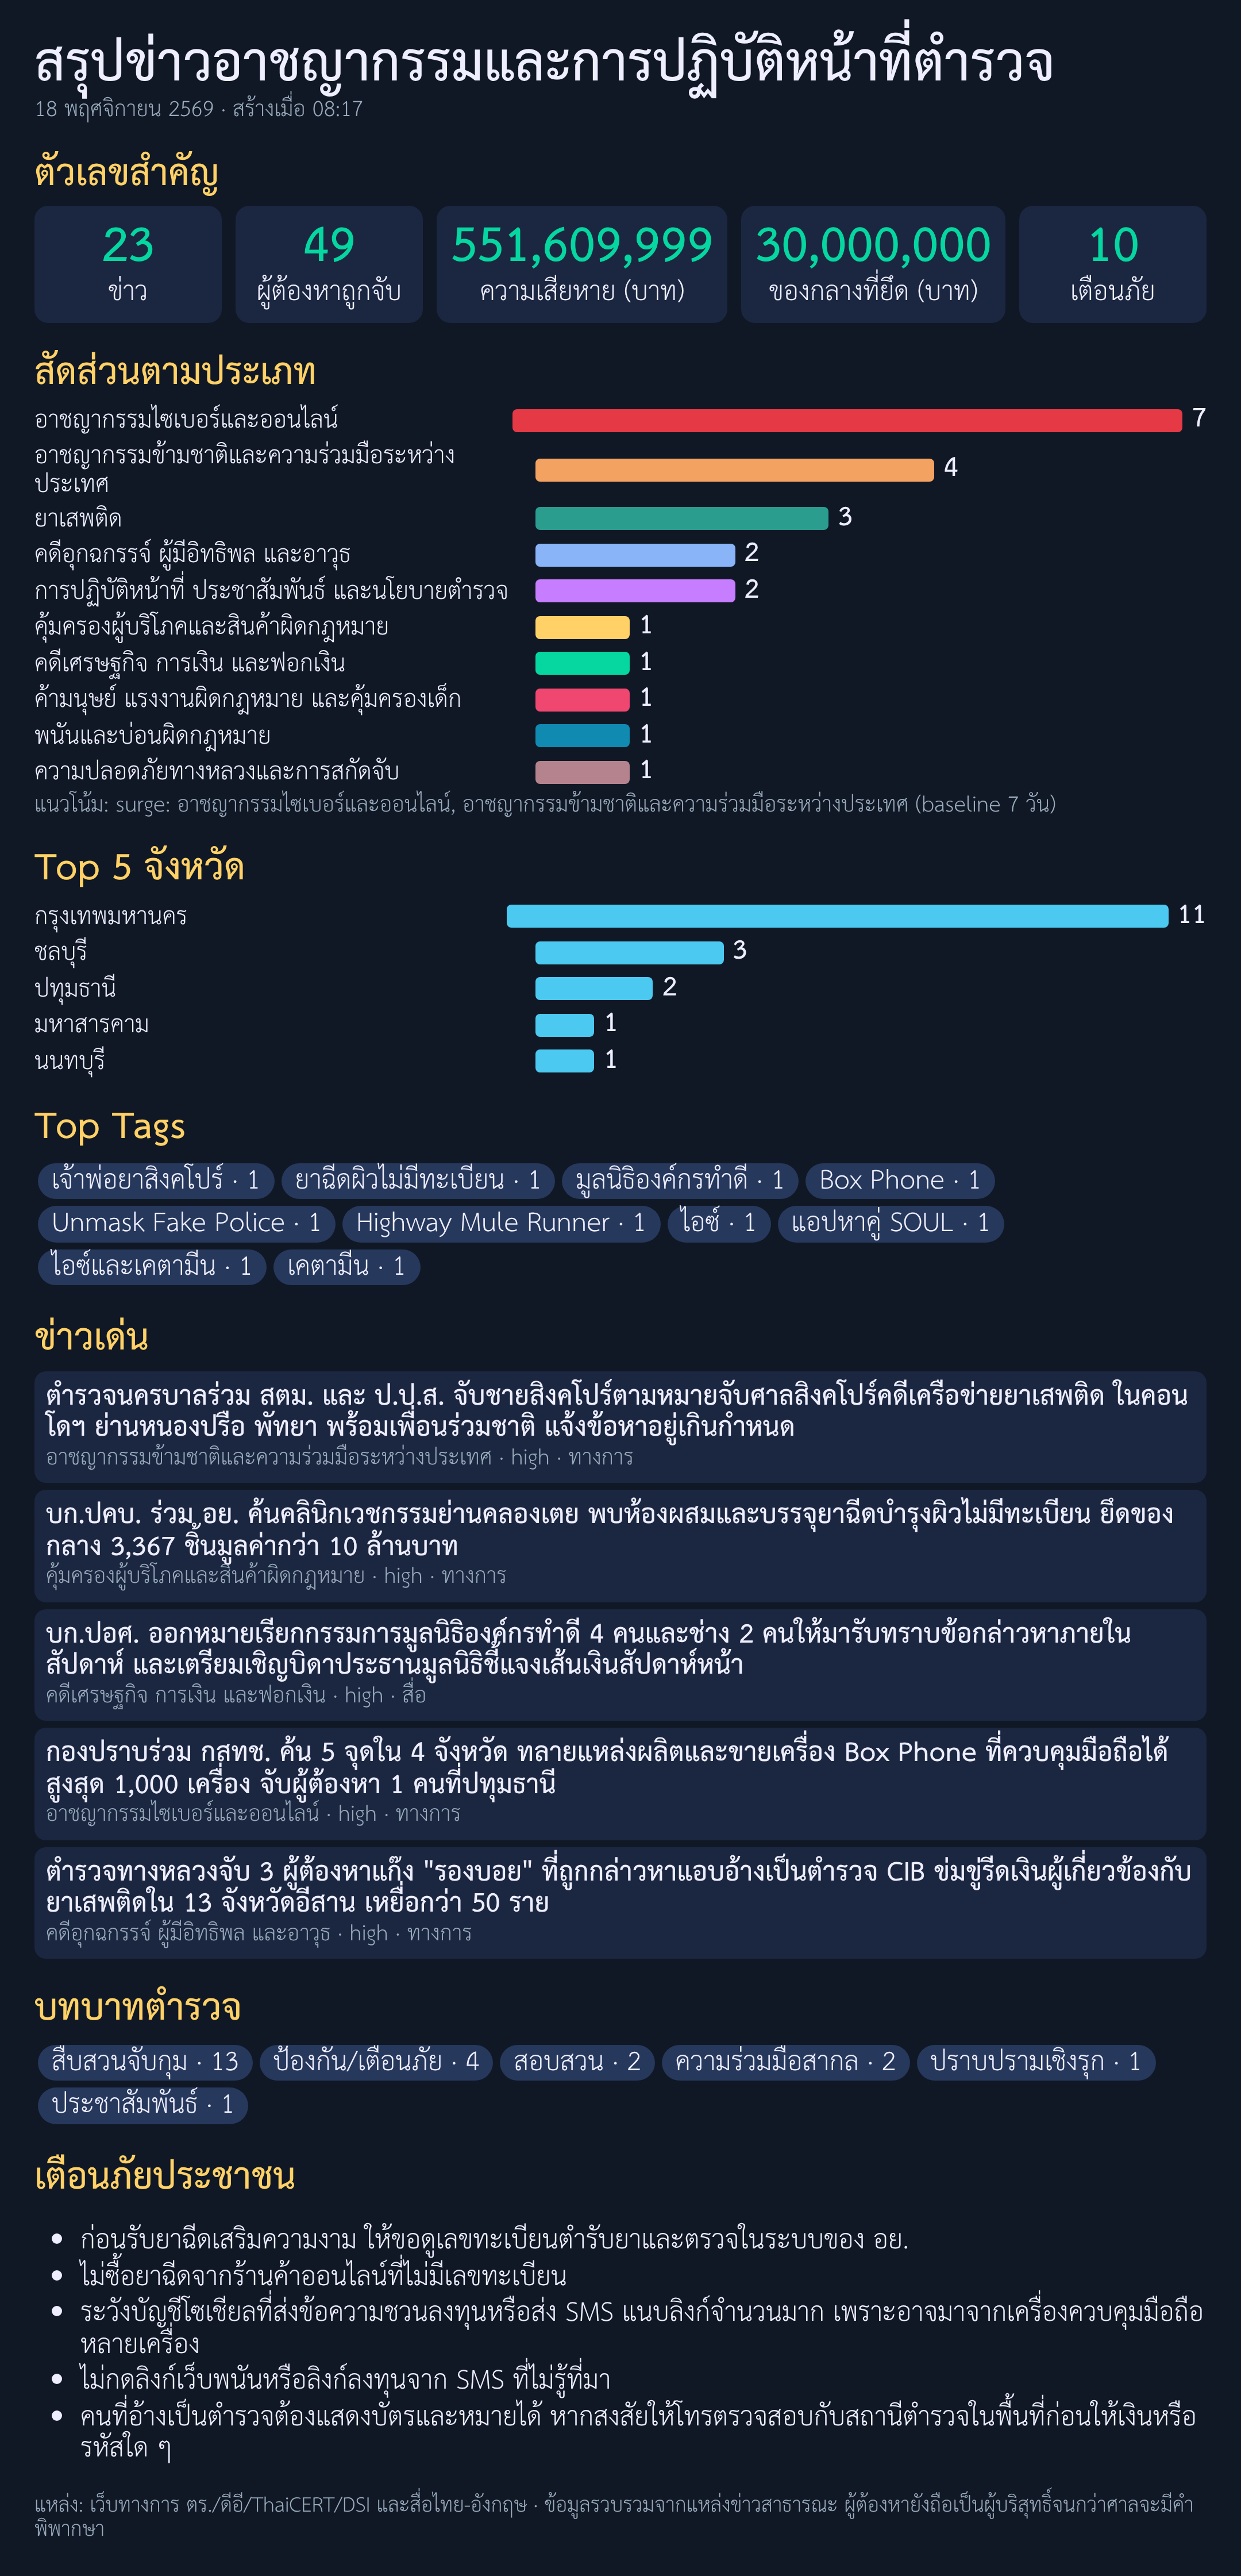 สรุปข่าวอาชญากรรมและการปฏิบัติหน้าที่ตำรวจ
18 พฤศจิกายน 2569 · สร้างเมื่อ 08:17
ตัวเลขสำคัญ
23
ข่าว
49
ผู้ต้องหาถูกจับ
551,609,999
ความเสียหาย (บาท)
30,000,000
ของกลางที่ยึด (บาท)
10
เตือนภัย
สัดส่วนตามประเภท
อาชญากรรมไซเบอร์และออนไลน์ 7
อาชญากรรมข้ามชาติและความร่วมมือระหว่าง
ประเทศ 4
ยาเสพติด 3
คดีอุกฉกรรจ์ ผู้มีอิทธิพล และอาวุธ 2
การปฏิบัติหน้าที่ ประชาสัมพันธ์ และนโยบายตำรวจ 2
คุ้มครองผู้บริโภคและสินค้าผิดกฎหมาย 1
คดีเศรษฐกิจ การเงิน และฟอกเงิน 1
ค้ามนุษย์ แรงงานผิดกฎหมาย และคุ้มครองเด็ก 1
พนันและบ่อนผิดกฎหมาย 1
ความปลอดภัยทางหลวงและการสกัดจับ 1
แนวโน้ม: surge: อาชญากรรมไซเบอร์และออนไลน์, อาชญากรรมข้ามชาติและความร่วมมือระหว่างประเทศ (baseline 7 วัน)
Top 5 จังหวัด
กรุงเทพมหานคร 11
ชลบุรี 3
ปทุมธานี 2
มหาสารคาม 1
นนทบุรี 1
Top Tags
เจ้าพ่อยาสิงคโปร์ · 1 ยาฉีดผิวไม่มีทะเบียน · 1 มูลนิธิองค์กรทำดี · 1 Box Phone · 1
Unmask Fake Police · 1 Highway Mule Runner · 1 ไอซ์ · 1 แอปหาคู่ SOUL · 1
ไอซ์และเคตามีน · 1 เคตามีน · 1
ข่าวเด่น
ตำรวจนครบาลร่วม สตม. และ ป.ป.ส. จับชายสิงคโปร์ตามหมายจับศาลสิงคโปร์คดีเครือข่ายยาเสพติด ในคอน
โดฯ ย่านหนองปรือ พัทยา พร้อมเพื่อนร่วมชาติ แจ้งข้อหาอยู่เกินกำหนด
อาชญากรรมข้ามชาติและความร่วมมือระหว่างประเทศ · high · ทางการ
บก.ปคบ. ร่วม อย. ค้นคลินิกเวชกรรมย่านคลองเตย พบห้องผสมและบรรจุยาฉีดบำรุงผิวไม่มีทะเบียน ยึดของ
กลาง 3,367 ชิ้นมูลค่ากว่า 10 ล้านบาท
คุ้มครองผู้บริโภคและสินค้าผิดกฎหมาย · high · ทางการ
บก.ปอศ. ออกหมายเรียกกรรมการมูลนิธิองค์กรทำดี 4 คนและช่าง 2 คนให้มารับทราบข้อกล่าวหาภายใน
สัปดาห์ และเตรียมเชิญบิดาประธานมูลนิธิชี้แจงเส้นเงินสัปดาห์หน้า
คดีเศรษฐกิจ การเงิน และฟอกเงิน · high · สื่อ
กองปราบร่วม กสทช. ค้น 5 จุดใน 4 จังหวัด ทลายแหล่งผลิตและขายเครื่อง Box Phone ที่ควบคุมมือถือได้
สูงสุด 1,000 เครื่อง จับผู้ต้องหา 1 คนที่ปทุมธานี
อาชญากรรมไซเบอร์และออนไลน์ · high · ทางการ
ตำรวจทางหลวงจับ 3 ผู้ต้องหาแก๊ง "รองบอย" ที่ถูกกล่าวหาแอบอ้างเป็นตำรวจ CIB ข่มขู่รีดเงินผู้เกี่ยวข้องกับ
ยาเสพติดใน 13 จังหวัดอีสาน เหยื่อกว่า 50 ราย
คดีอุกฉกรรจ์ ผู้มีอิทธิพล และอาวุธ · high · ทางการ
บทบาทตำรวจ
สืบสวนจับกุม · 13 ป้องกัน/เตือนภัย · 4 สอบสวน · 2 ความร่วมมือสากล · 2 ปราบปรามเชิงรุก · 1
ประชาสัมพันธ์ · 1
เตือนภัยประชาชน
• ก่อนรับยาฉีดเสริมความงาม ให้ขอดูเลขทะเบียนตำรับยาและตรวจในระบบของ อย.
• ไม่ซื้อยาฉีดจากร้านค้าออนไลน์ที่ไม่มีเลขทะเบียน
• ระวังบัญชีโซเชียลที่ส่งข้อความชวนลงทุนหรือส่ง SMS แนบลิงก์จำนวนมาก เพราะอาจมาจากเครื่องควบคุมมือถือ
หลายเครื่อง
• ไม่กดลิงก์เว็บพนันหรือลิงก์ลงทุนจาก SMS ที่ไม่รู้ที่มา
• คนที่อ้างเป็นตำรวจต้องแสดงบัตรและหมายได้ หากสงสัยให้โทรตรวจสอบกับสถานีตำรวจในพื้นที่ก่อนให้เงินหรือ
รหัสใด ๆ
แหล่ง: เว็บทางการ ตร./ดีอี/ThaiCERT/DSI และสื่อไทย-อังกฤษ · ข้อมูลรวบรวมจากแหล่งข่าวสาธารณะ ผู้ต้องหายังถือเป็นผู้บริสุทธิ์จนกว่าศาลจะมีคำ
พิพากษา